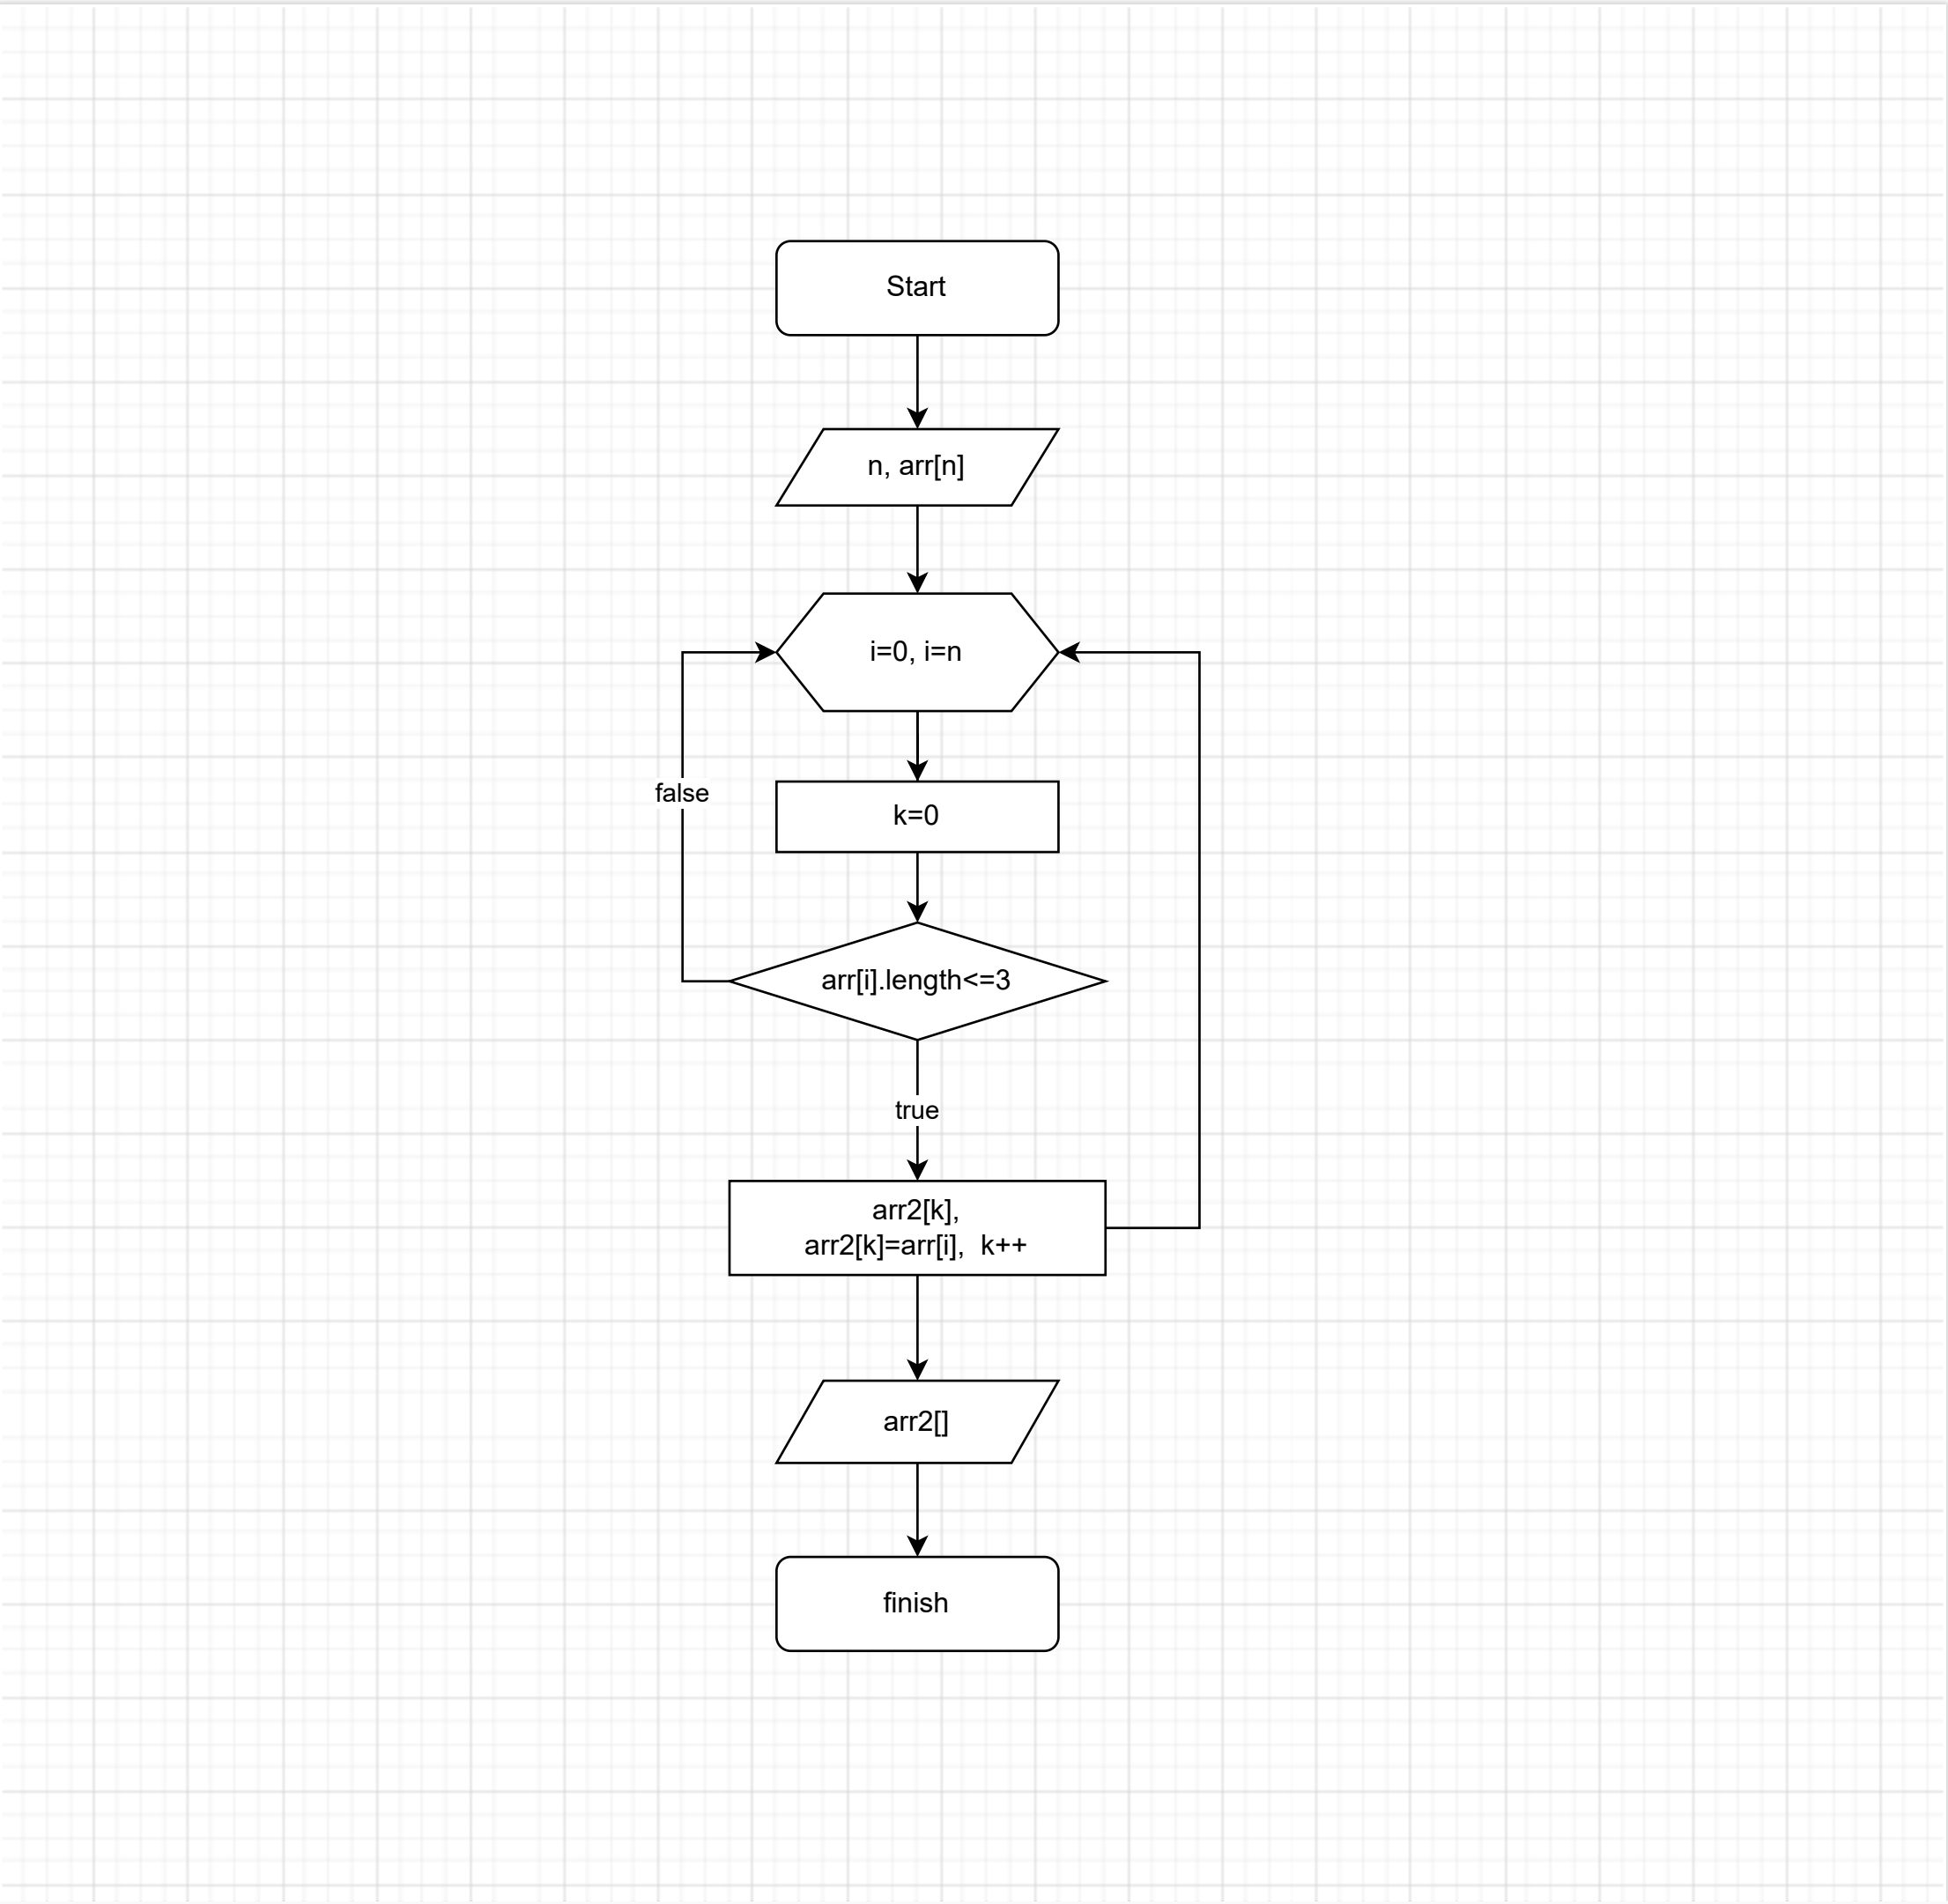 Start
n, arr[n]
i=0, i=n
k=0
false
arr[i].length<=3
true
arr2[k],
arr2[k]=arr[i],  k++
arr2[]
finish